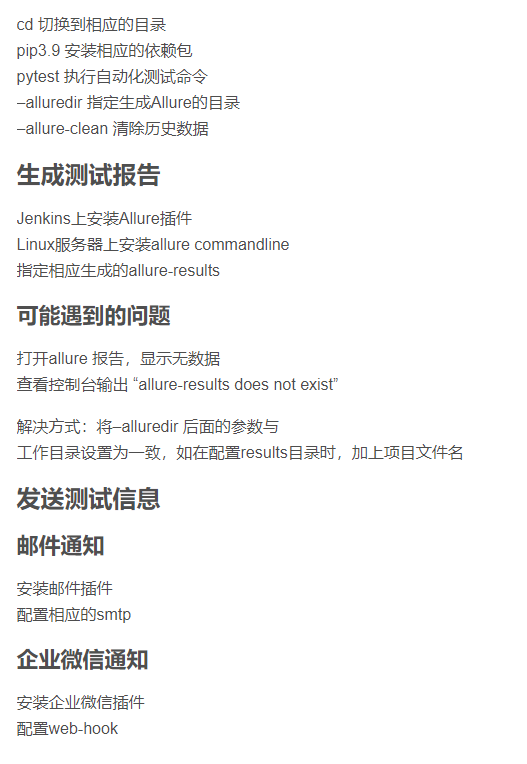 cd 切换到相应的目录
pip3.9 安装相应的依赖包
pytest 执行自动化测试命令
–alluredir 指定生成Allure的目录
–allure-clean 清除历史数据
生成测试报告
Jenkins上安装Allure插件
Linux服务器上安装allure commandline
指定相应生成的allure-results
可能遇到的问题
打开allure 报告，显示无数据
查看控制台输出 “allure-results does not exist”
解决方式：将–alluredir 后面的参数与
工作目录设置为一致，如在配置results目录时，加上项目文件名
发送测试信息
邮件通知
安装邮件插件
配置相应的smtp
企业微信通知
安装企业微信插件
配置web-hook